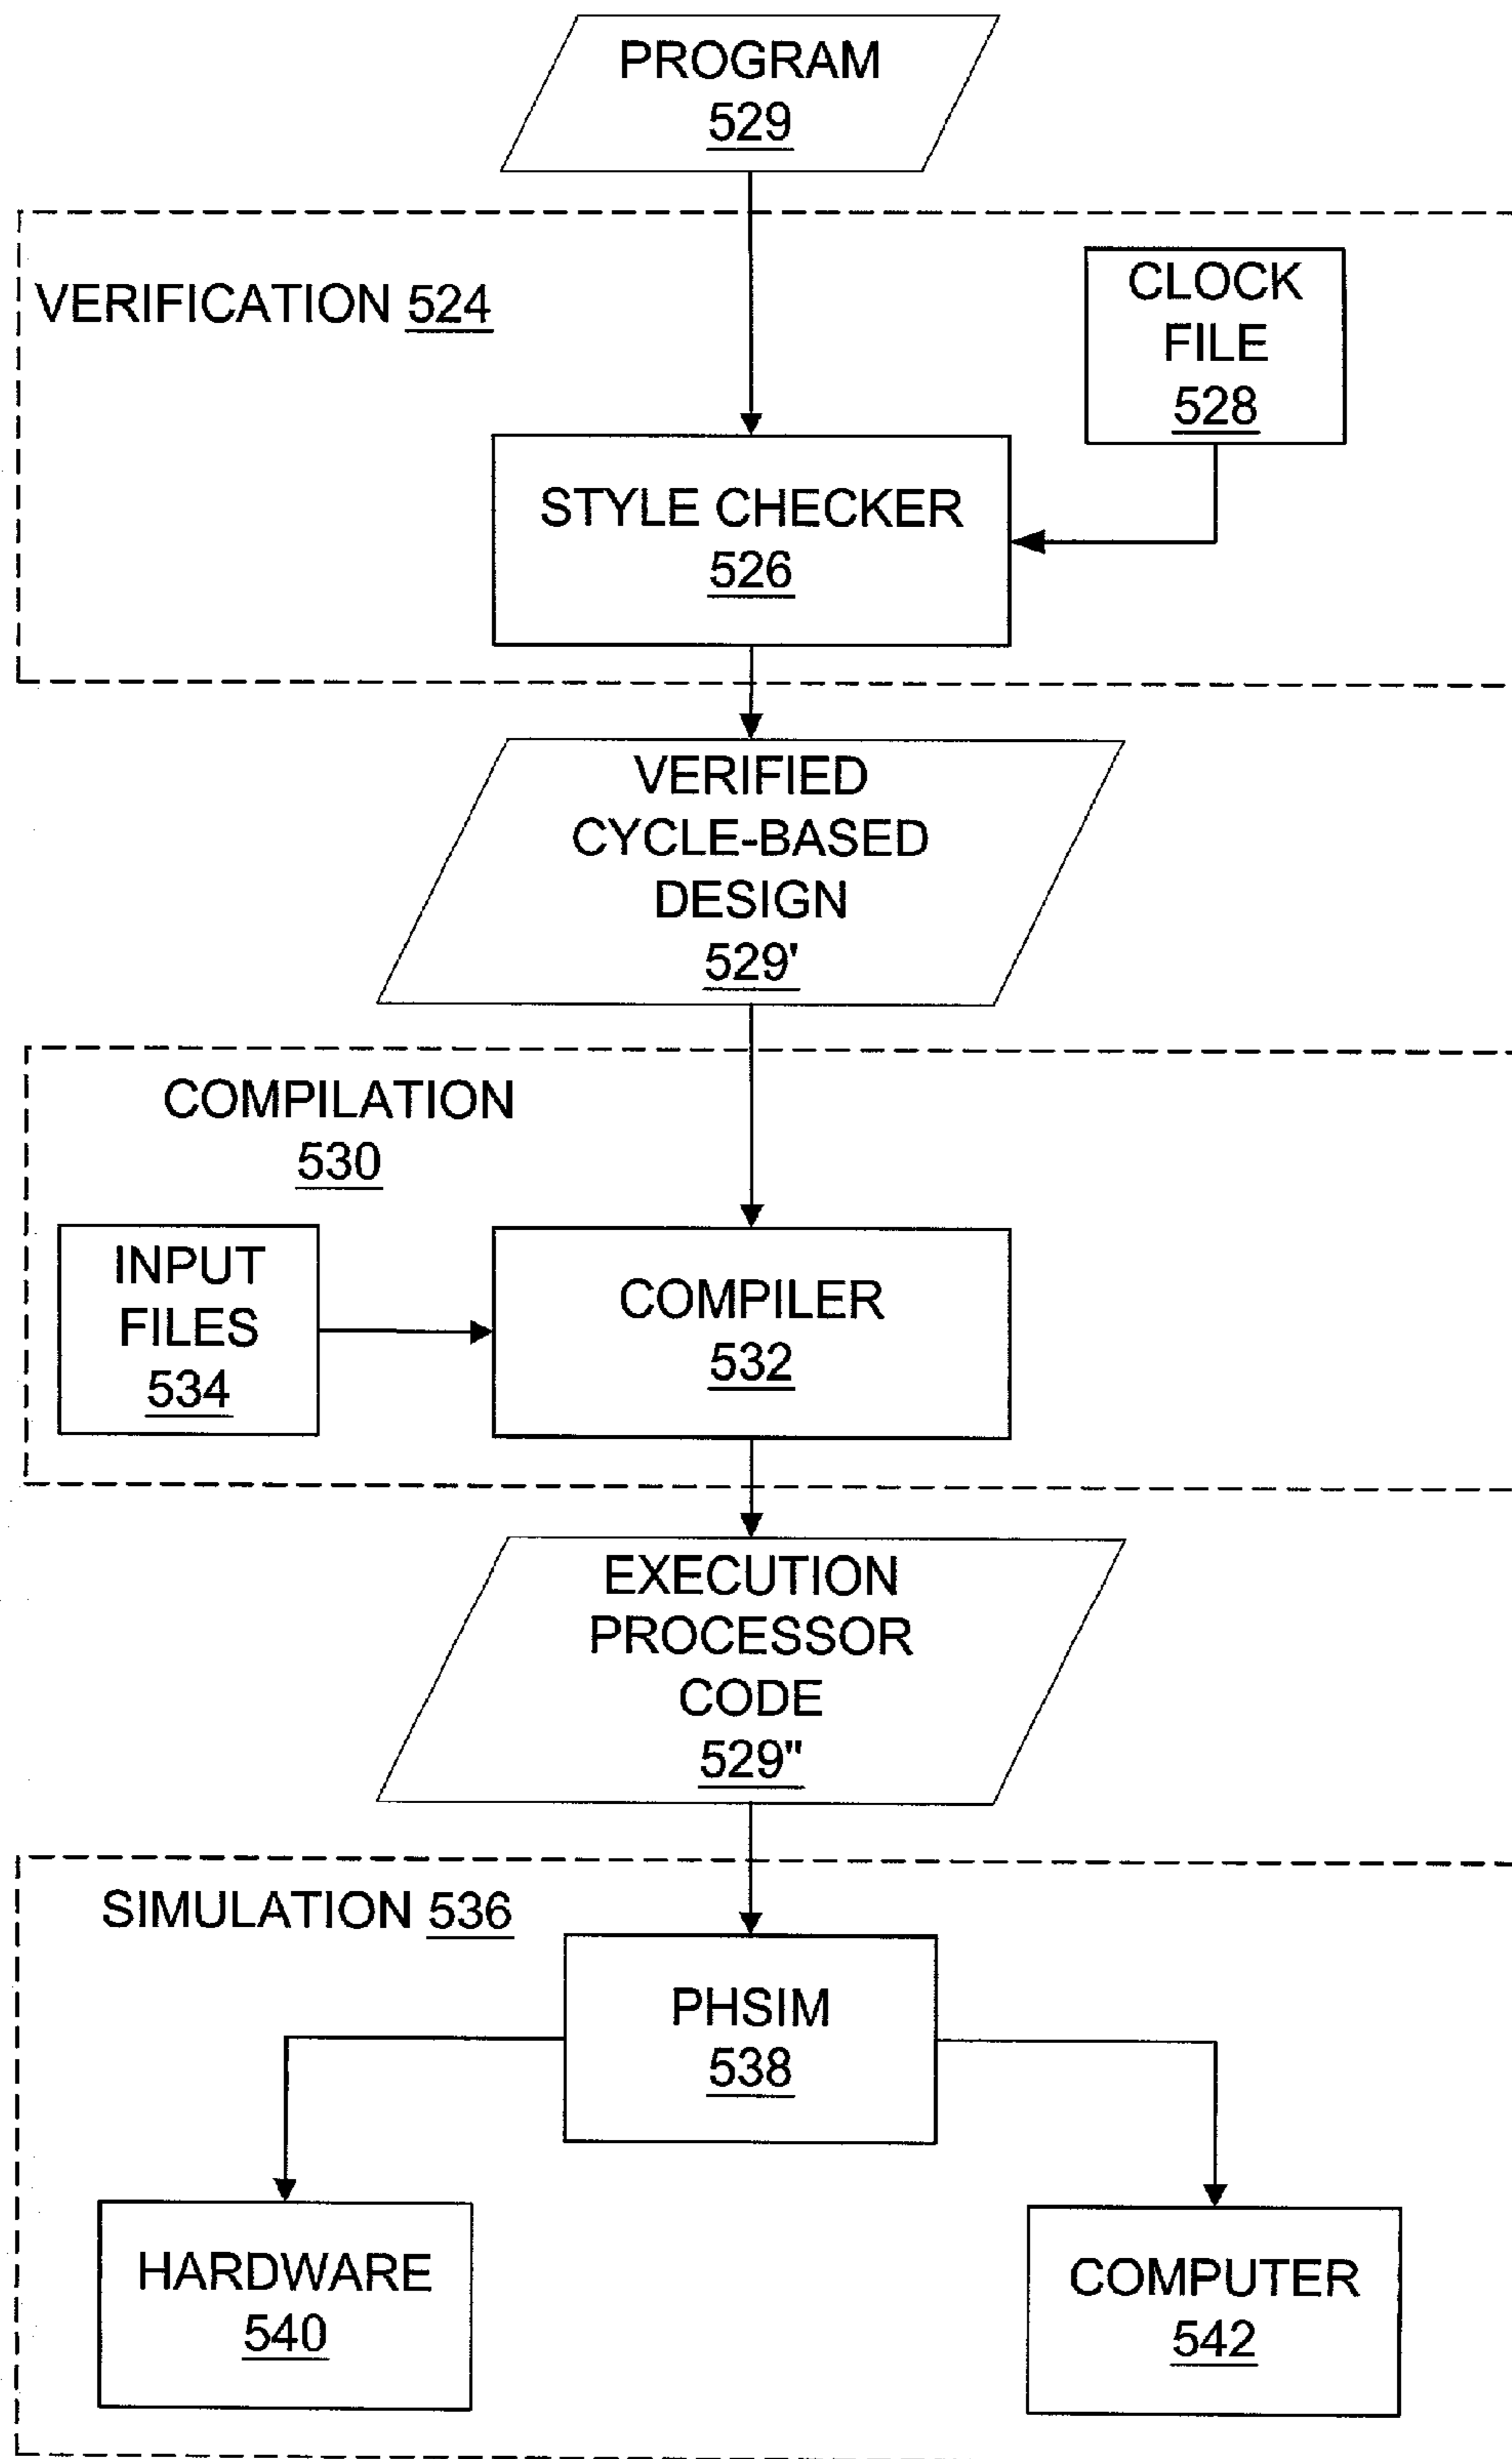 PROGRAM
529
VERIFICATION 524
CLOCK
FILE
528
STYLE CHECKER
526
VERIFIED
CYCLE-BASED
DESIGN
529'
COMPILATION
530
INPUT
FILES
534
COMPILER
532
EXECUTION
PROCESSOR
CODE
529"
SIMULATION 536
PHSIM
538
HARDWARE
540
COMPUTER
542